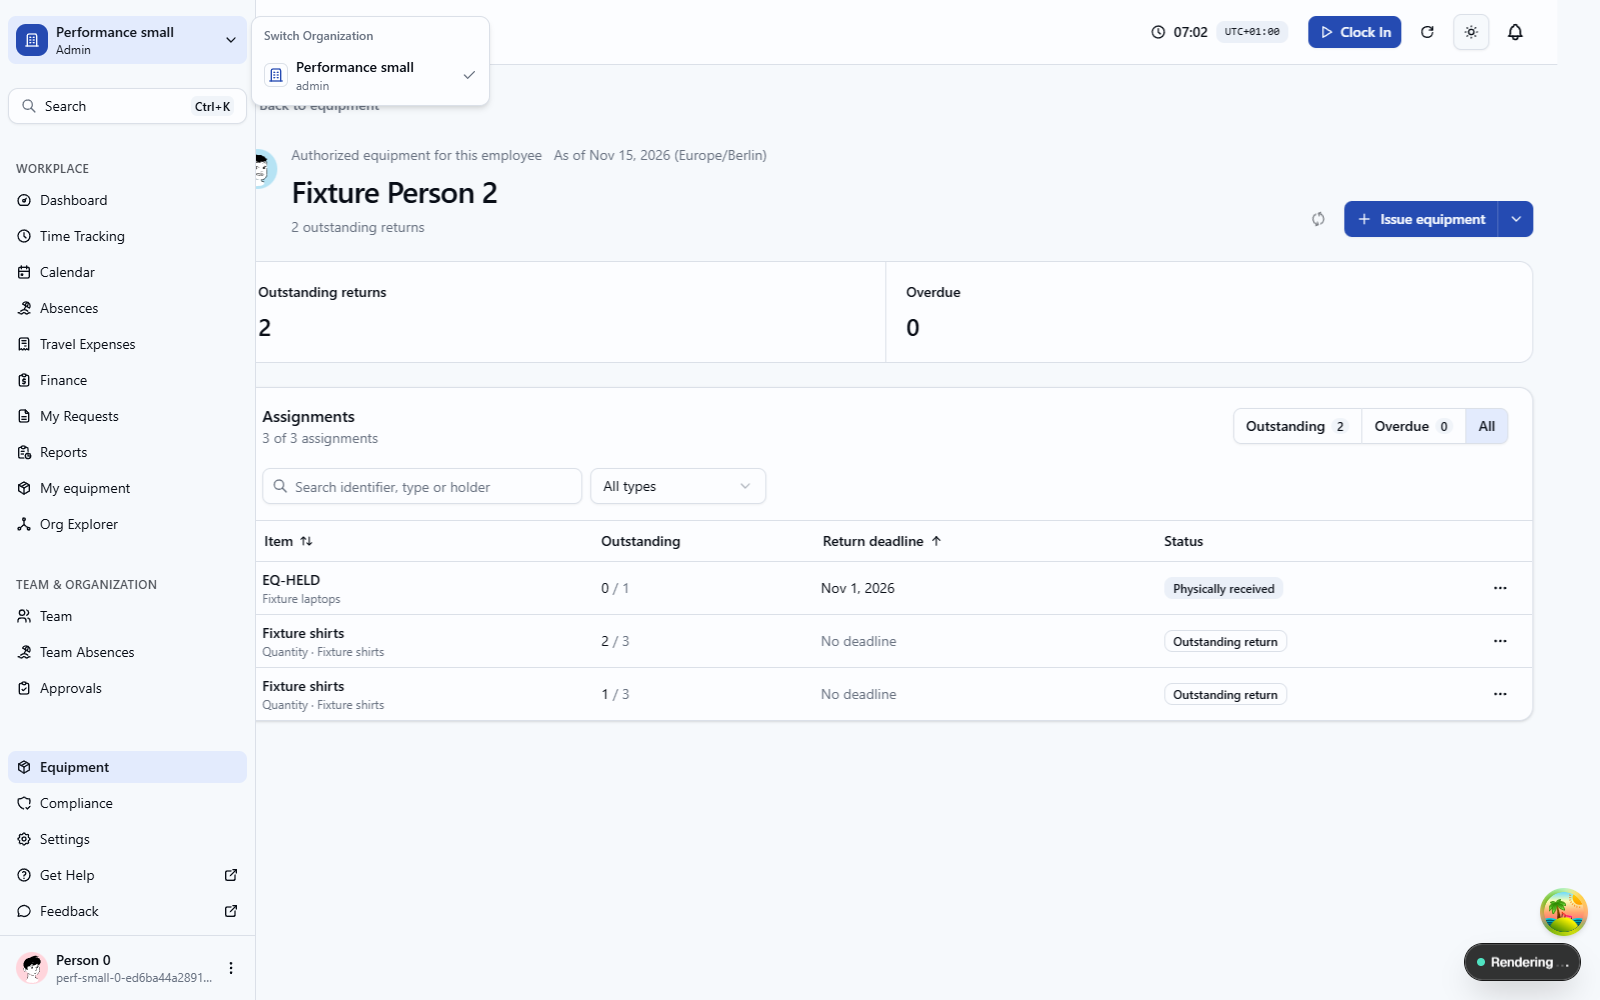 Performance small
Admin
Search
Ctrl+K
WORKPLACE
Dashboard
Time Tracking
Calendar
Absences
Travel Expenses
Finance
My Requests
Reports
My equipment
Org Explorer
TEAM & ORGANIZATION
Team
Team Absences
Approvals
Equipment
Compliance
Settings
Get Help
Feedback
Person 0
perf-small-0-ed6ba44a2891...
Switch Organization
Performance small
admin
07:02
UTC+01:00
Clock In
Back to equipment
Authorized equipment for this employee As of Nov 15, 2026 (Europe/Berlin)
Fixture Person 2
2 outstanding returns
Issue equipment
Outstanding returns
2
Overdue
0
Assignments
3 of 3 assignments
Outstanding 2
Overdue 0
All
Search identifier, type or holder
All types
Item
Outstanding
Return deadline
Status
EQ-HELD
Fixture laptops
0 / 1
Nov 1, 2026
Physically received
Fixture shirts
Quantity · Fixture shirts
2 / 3
No deadline
Outstanding return
Fixture shirts
Quantity · Fixture shirts
1 / 3
No deadline
Outstanding return
Rendering ...